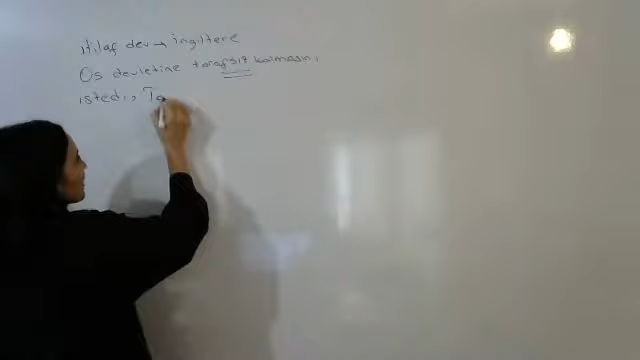 itilaf dev → ingiltere
Os devletine tarafsız kalmasını
istedi, Ta